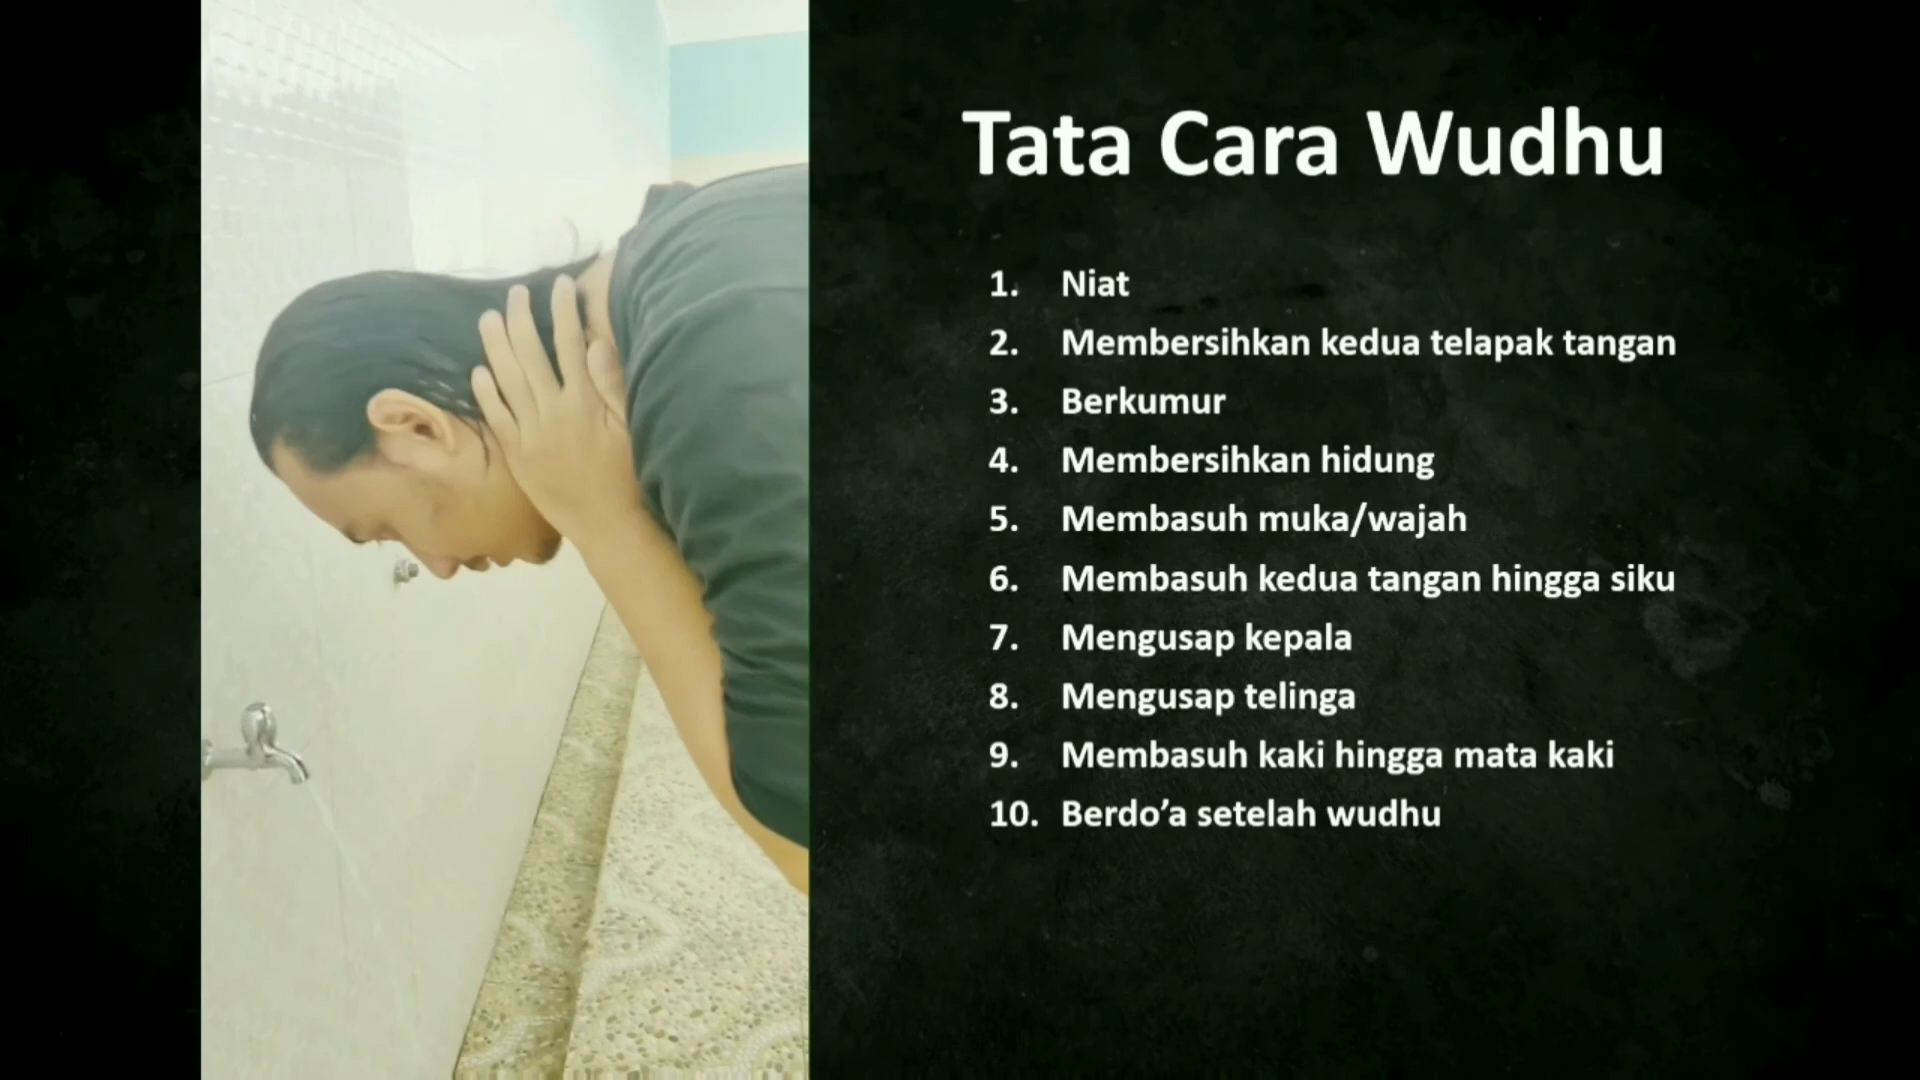 Tata Cara Wudhu
1. Niat
2. Membersihkan kedua telapak tangan
3. Berkumur
4. Membersihkan hidung
5. Membasuh muka/wajah
6. Membasuh kedua tangan hingga siku
7. Mengusap kepala
8. Mengusap telinga
9. Membasuh kaki hingga mata kaki
10. Berdo’a setelah wudhu